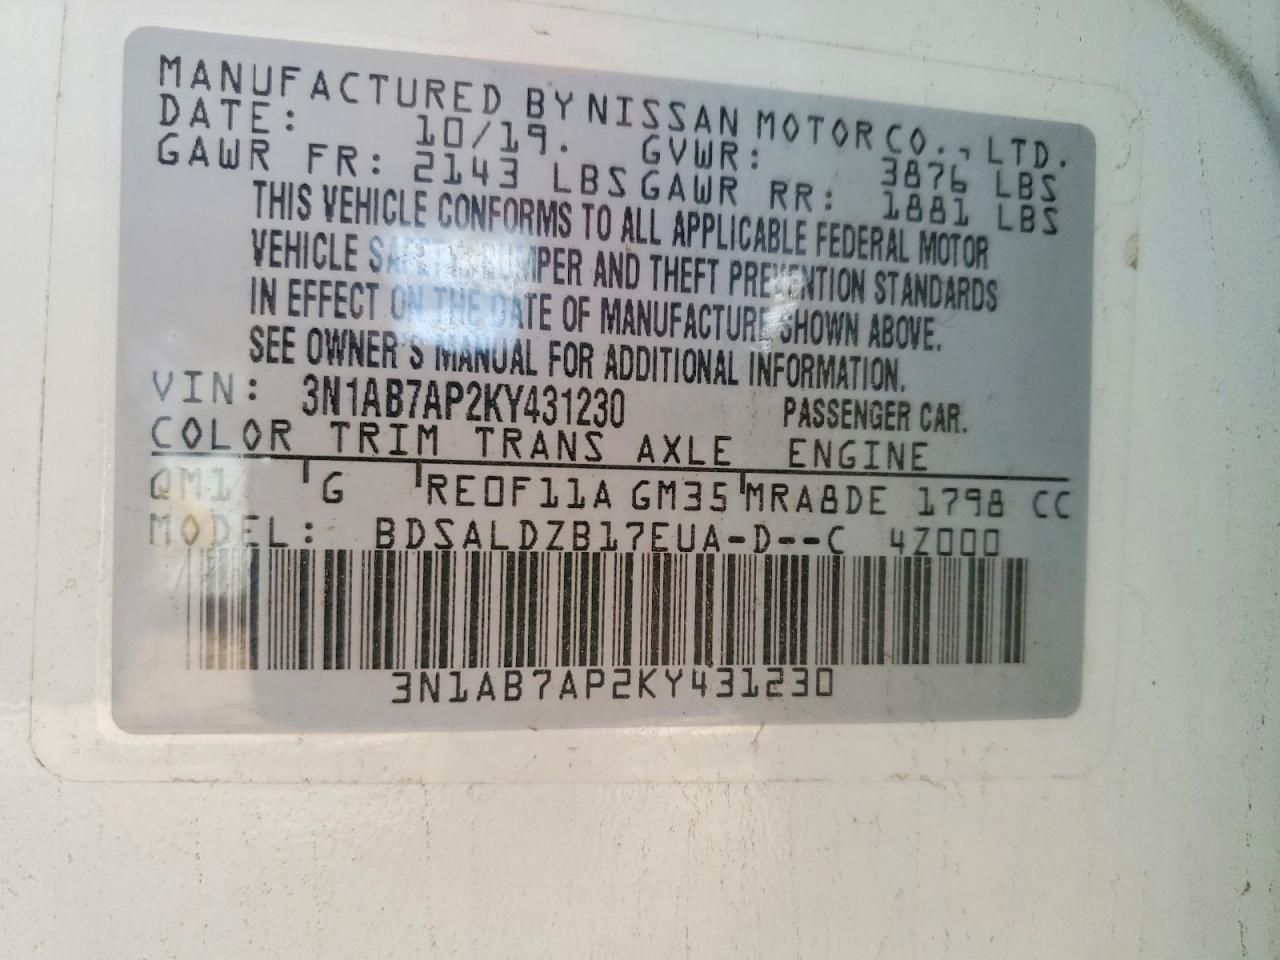 MANUFACTURED BY NISSAN MOTOR CO., LTD.
DATE: 10/19. GVWR: 3876 LBS
GAWR FR: 2143 LBS GAWR RR: 1881 LBS
THIS VEHICLE CONFORMS TO ALL APPLICABLE FEDERAL MOTOR
VEHICLE SAFETY, BUMPER AND THEFT PREVENTION STANDARDS
IN EFFECT ON THE DATE OF MANUFACTURE SHOWN ABOVE.
SEE OWNER'S MANUAL FOR ADDITIONAL INFORMATION.
VIN: 3N1AB7AP2KY431230 PASSENGER CAR.
COLOR TRIM TRANS AXLE ENGINE
QM1 G RE0F11A GM35 MRA8DE 1798 CC
MODEL: BDSALDZB17EUA-D--C 4Z000
3N1AB7AP2KY431230